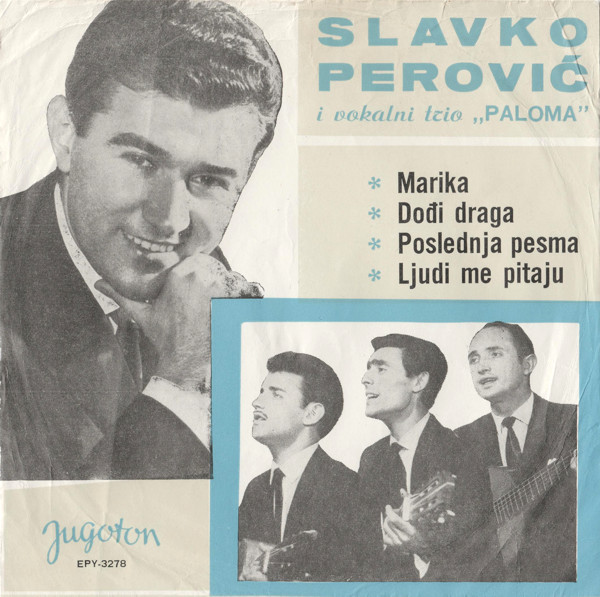 SLAVKO
PEROVIĆ
i vokalni trio „PALOMA”
* Marika
* Dođi draga
* Poslednja pesma
* Ljudi me pitaju
Jugoton
EPY-3278